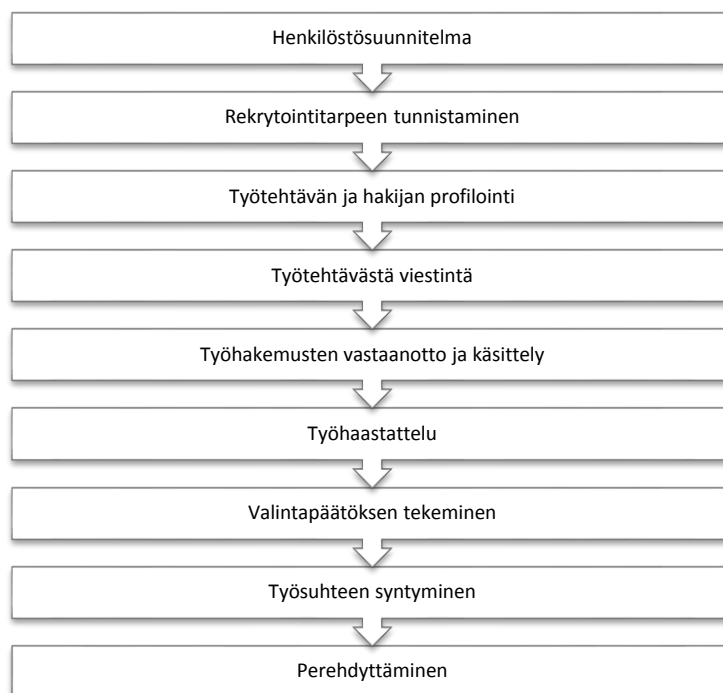 Henkilöstösuunnitelma
Rekrytointitarpeen tunnistaminen
Työtehtävän ja hakijan profilointi
Työtehtävästä viestintä
Työhakemusten vastaanotto ja käsittely
Työhaastattelu
Valintapäätöksen tekeminen
Työsuhteen syntyminen
Perehdyttäminen